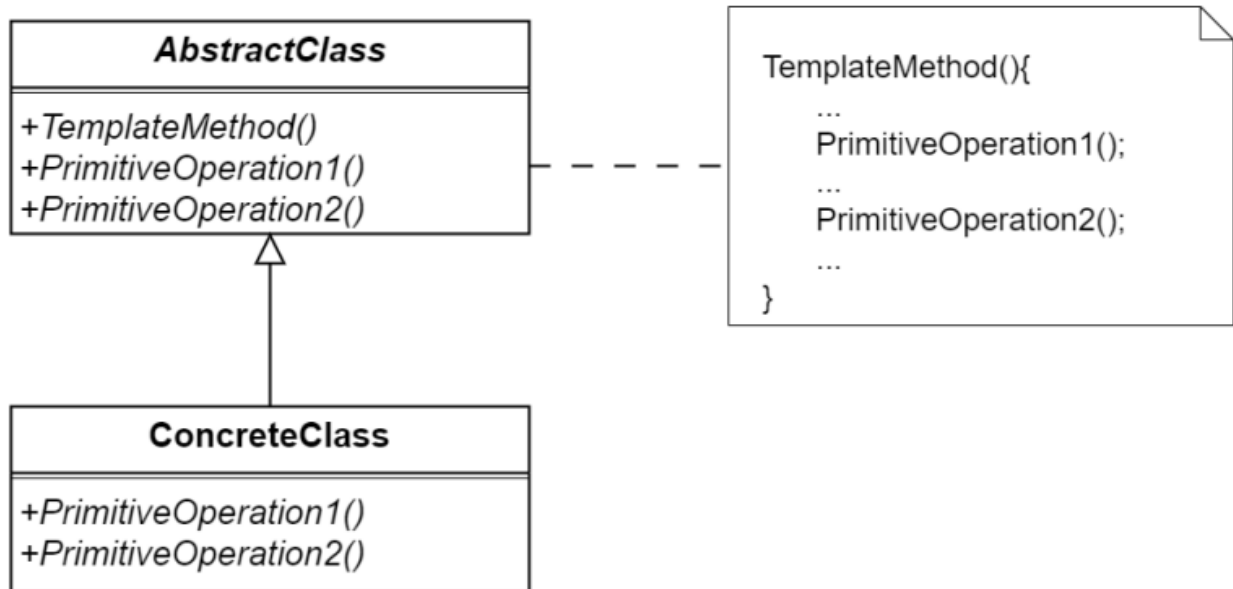 AbstractClass
+TemplateMethod()
+PrimitiveOperation1()
+PrimitiveOperation2()
TemplateMethod(){
...
PrimitiveOperation1();
...
PrimitiveOperation2();
...
}
ConcreteClass
+PrimitiveOperation1()
+PrimitiveOperation2()